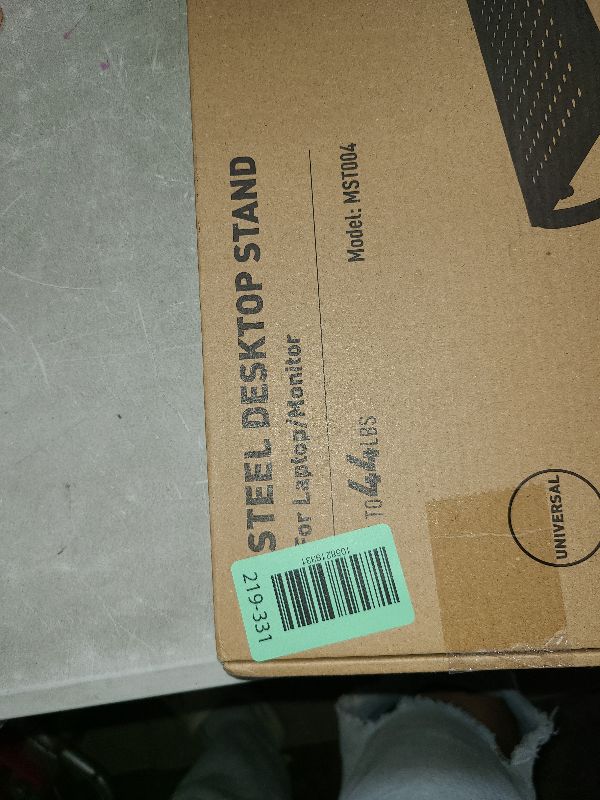 STEEL DESKTOP STAND
For Laptop/Monitor
TO 44 LBS
Model: MST004
UNIVERSAL
219-331